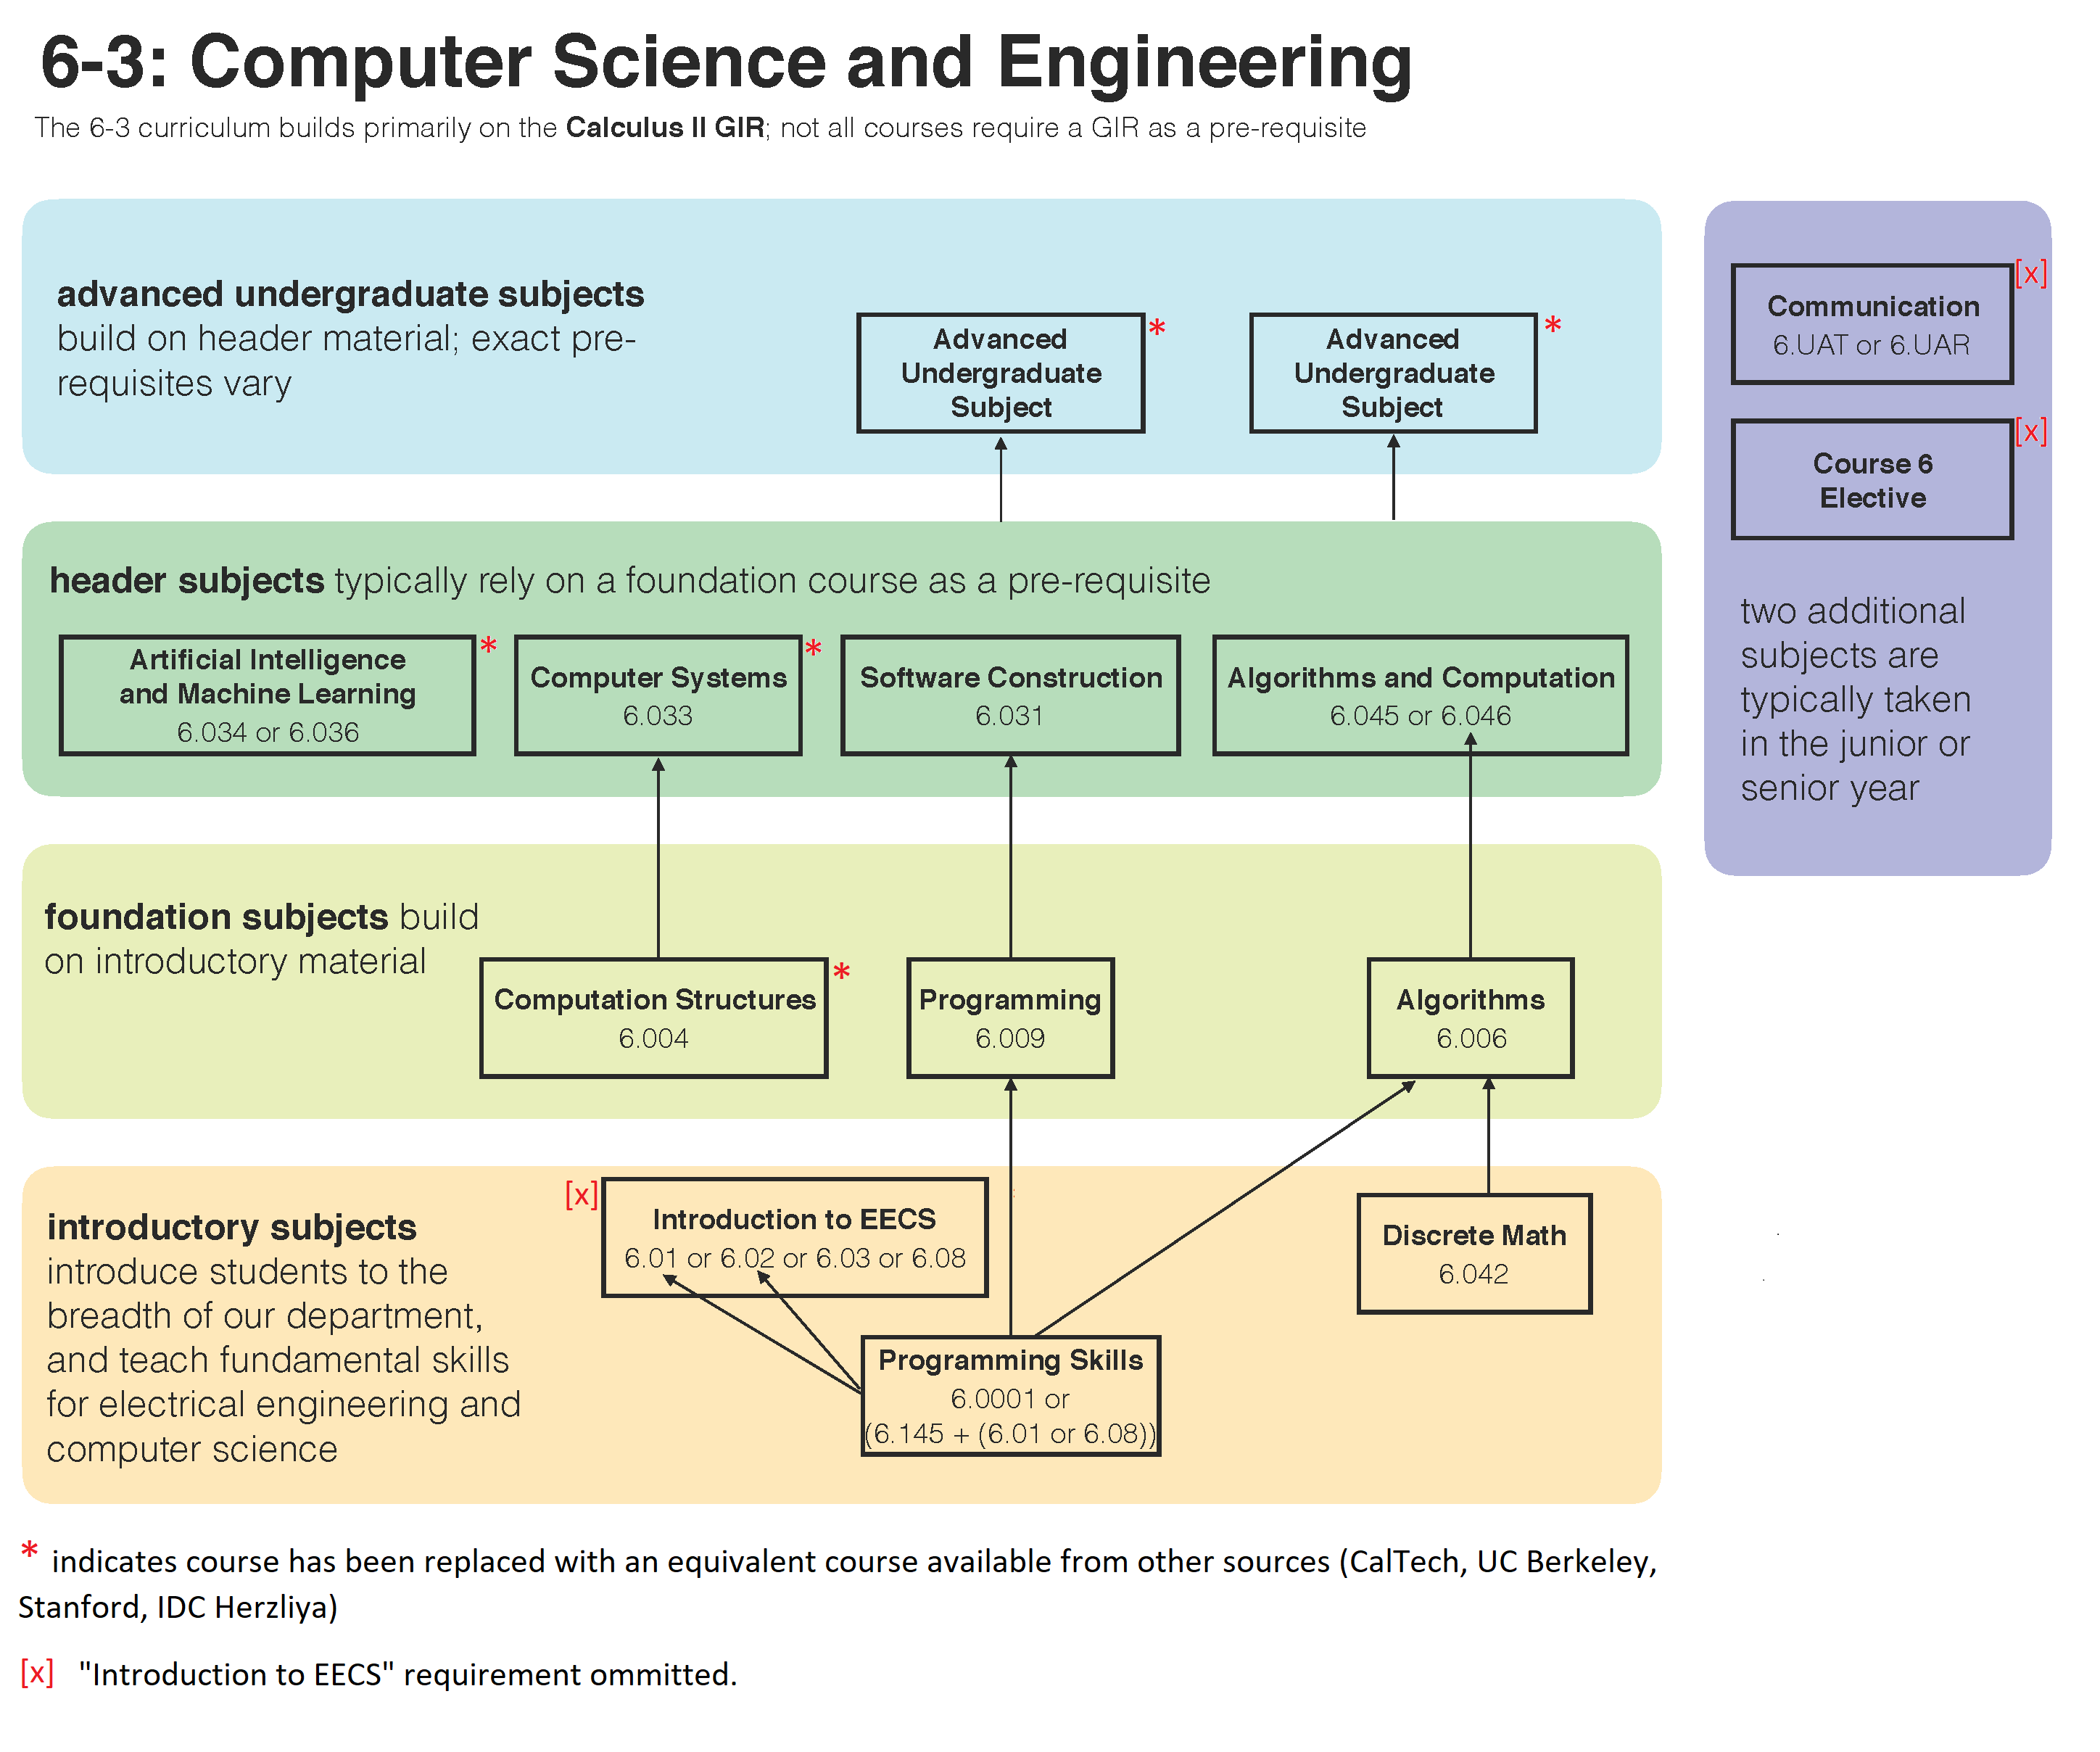 6-3: Computer Science and Engineering
The 6-3 curriculum builds primarily on the Calculus II GIR; not all courses require a GIR as a pre-requisite
advanced undergraduate subjects
build on header material; exact pre-
requisites vary
Advanced
Undergraduate
Subject
*
Advanced
Undergraduate
Subject
*
header subjects typically rely on a foundation course as a pre-requisite
Artificial Intelligence
and Machine Learning
6.034 or 6.036
*
Computer Systems
6.033
*
Software Construction
6.031
Algorithms and Computation
6.045 or 6.046
foundation subjects build
on introductory material
Computation Structures
6.004
*
Programming
6.009
Algorithms
6.006
introductory subjects
introduce students to the
breadth of our department,
and teach fundamental skills
for electrical engineering and
computer science
[x]
Introduction to EECS
6.01 or 6.02 or 6.03 or 6.08
Programming Skills
6.0001 or
(6.145 + (6.01 or 6.08))
Discrete Math
6.042
[x]
Communication
6.UAT or 6.UAR
[x]
Course 6
Elective
two additional
subjects are
typically taken
in the junior or
senior year
* indicates course has been replaced with an equivalent course available from other sources (CalTech, UC Berkeley,
Stanford, IDC Herzliya)
[x] "Introduction to EECS" requirement ommitted.